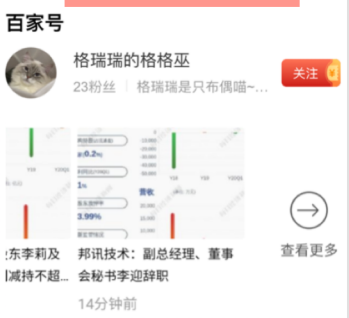 百家号
格瑞瑞的格格巫
23粉丝 格瑞瑞是只布偶喵~...
关注
0.2%
1%
3.99%
营收
东李莉及
减持不超...
邦讯技术：副总经理、董事
会秘书李迎辞职
14分钟前
查看更多